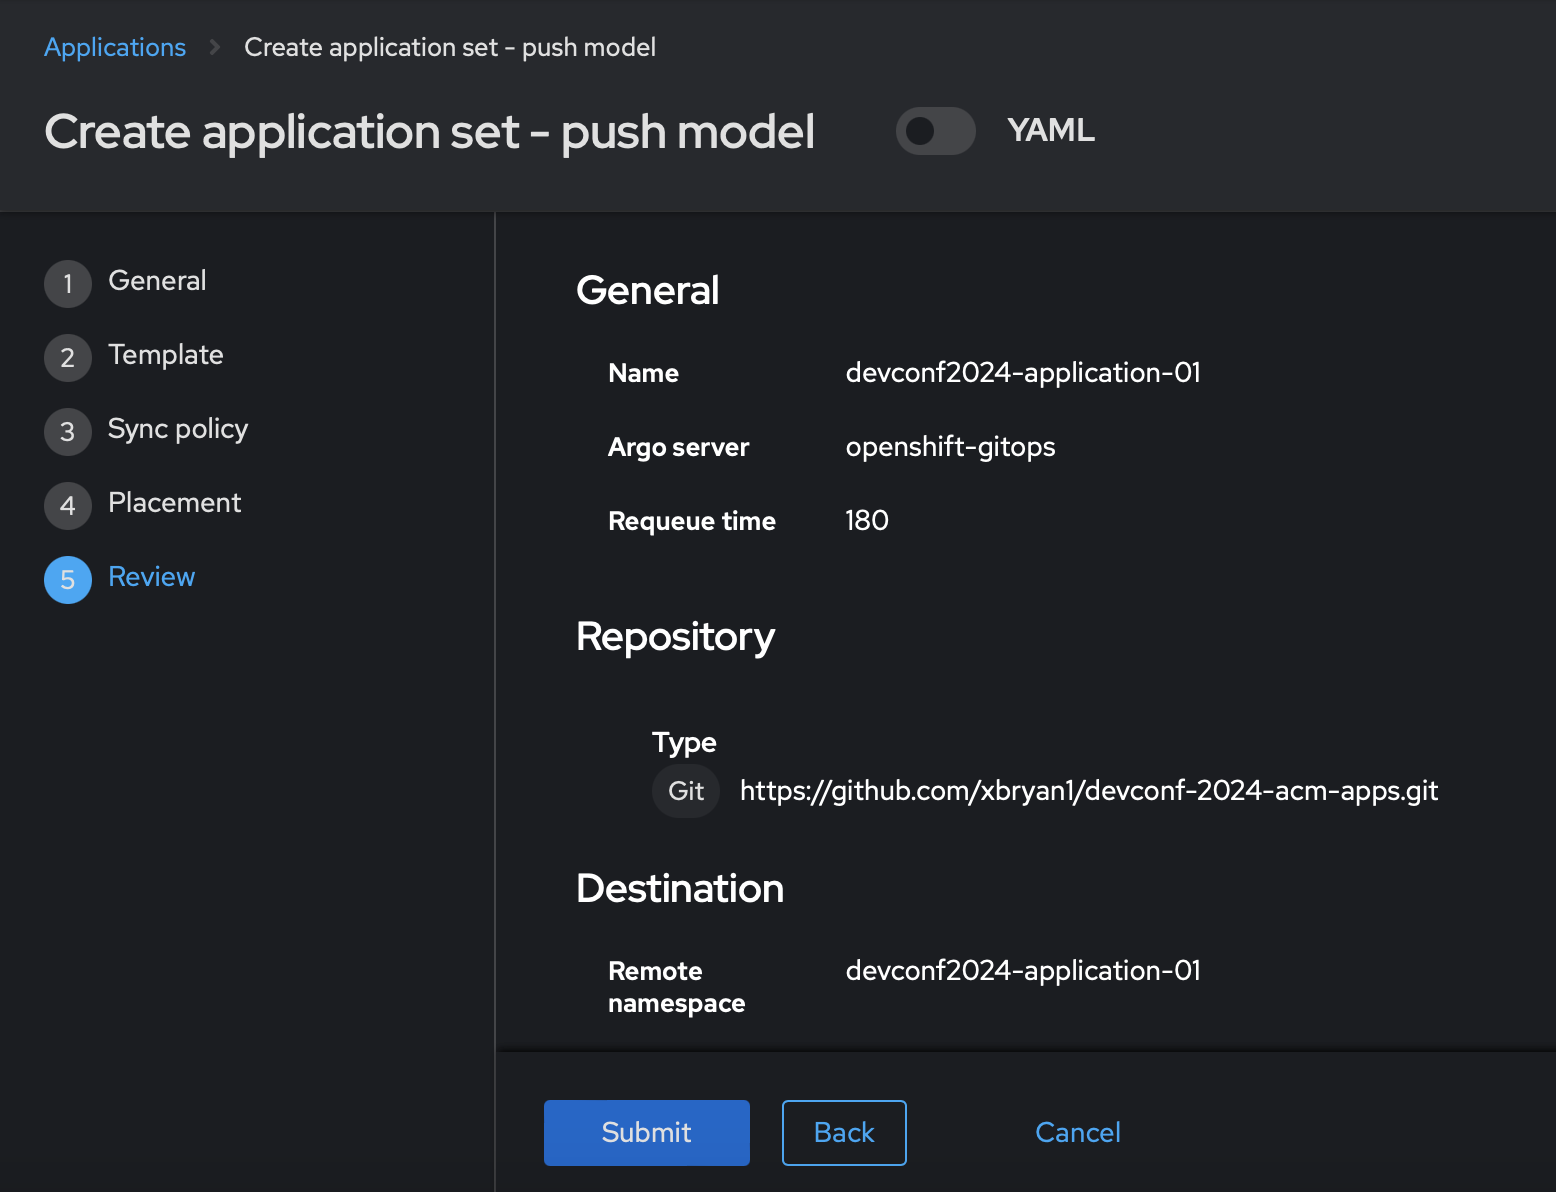 Applications > Create application set - push model
Create application set - push model YAML
1 General
2 Template
3 Sync policy
4 Placement
5 Review
General
Name devconf2024-application-01
Argo server openshift-gitops
Requeue time 180
Repository
Type
Git https://github.com/xbryan1/devconf-2024-acm-apps.git
Destination
Remote namespace devconf2024-application-01
Submit Back Cancel